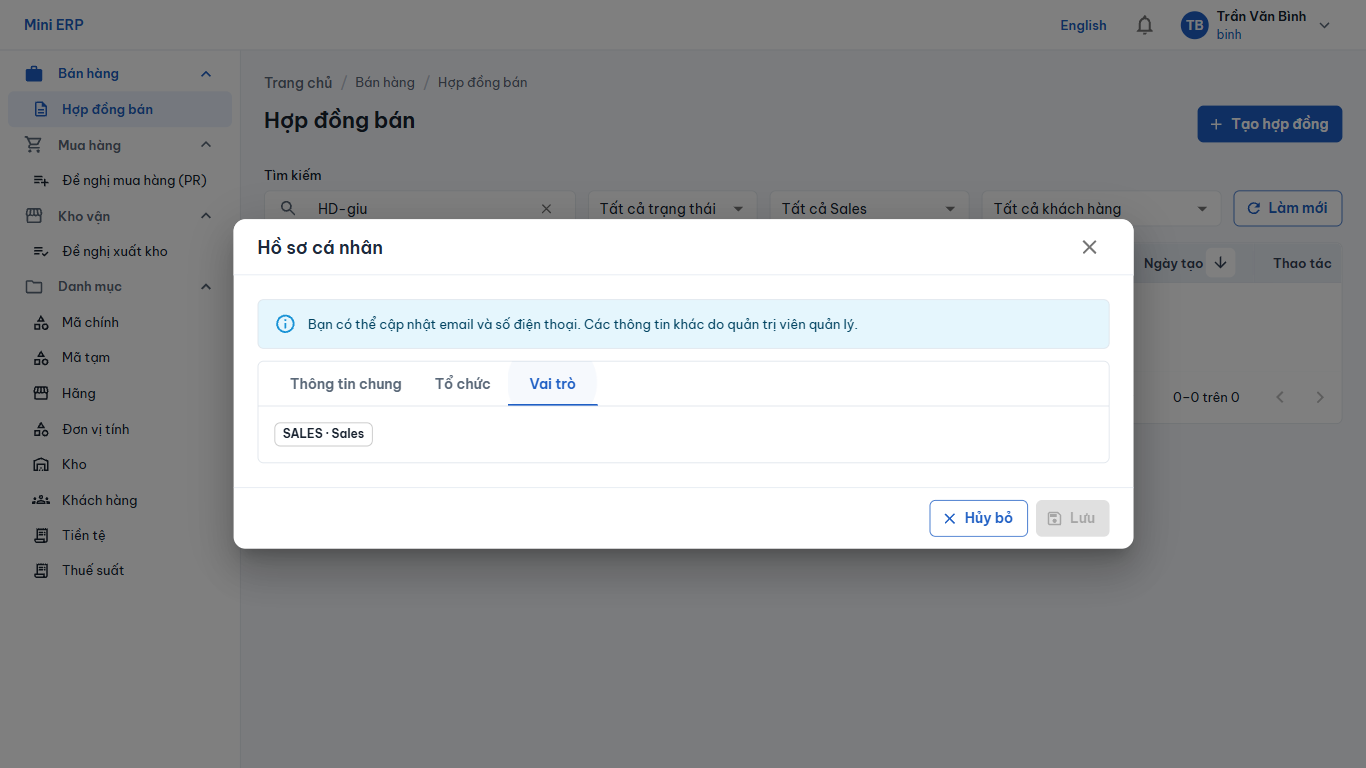 Mini ERP
English
TB
Trần Văn Bình
binh
Bán hàng
Hợp đồng bán
Mua hàng
Đề nghị mua hàng (PR)
Kho vận
Đề nghị xuất kho
Danh mục
Mã chính
Mã tạm
Hãng
Đơn vị tính
Kho
Khách hàng
Tiền tệ
Thuế suất
Trang chủ / Bán hàng / Hợp đồng bán
Hợp đồng bán
Tạo hợp đồng
Tìm kiếm
HD-giu
Tất cả trạng thái
Tất cả Sales
Tất cả khách hàng
Làm mới
Ngày tạo
Thao tác
0–0 trên 0
Hồ sơ cá nhân
Bạn có thể cập nhật email và số điện thoại. Các thông tin khác do quản trị viên quản lý.
Thông tin chung
Tổ chức
Vai trò
SALES · Sales
Hủy bỏ
Lưu